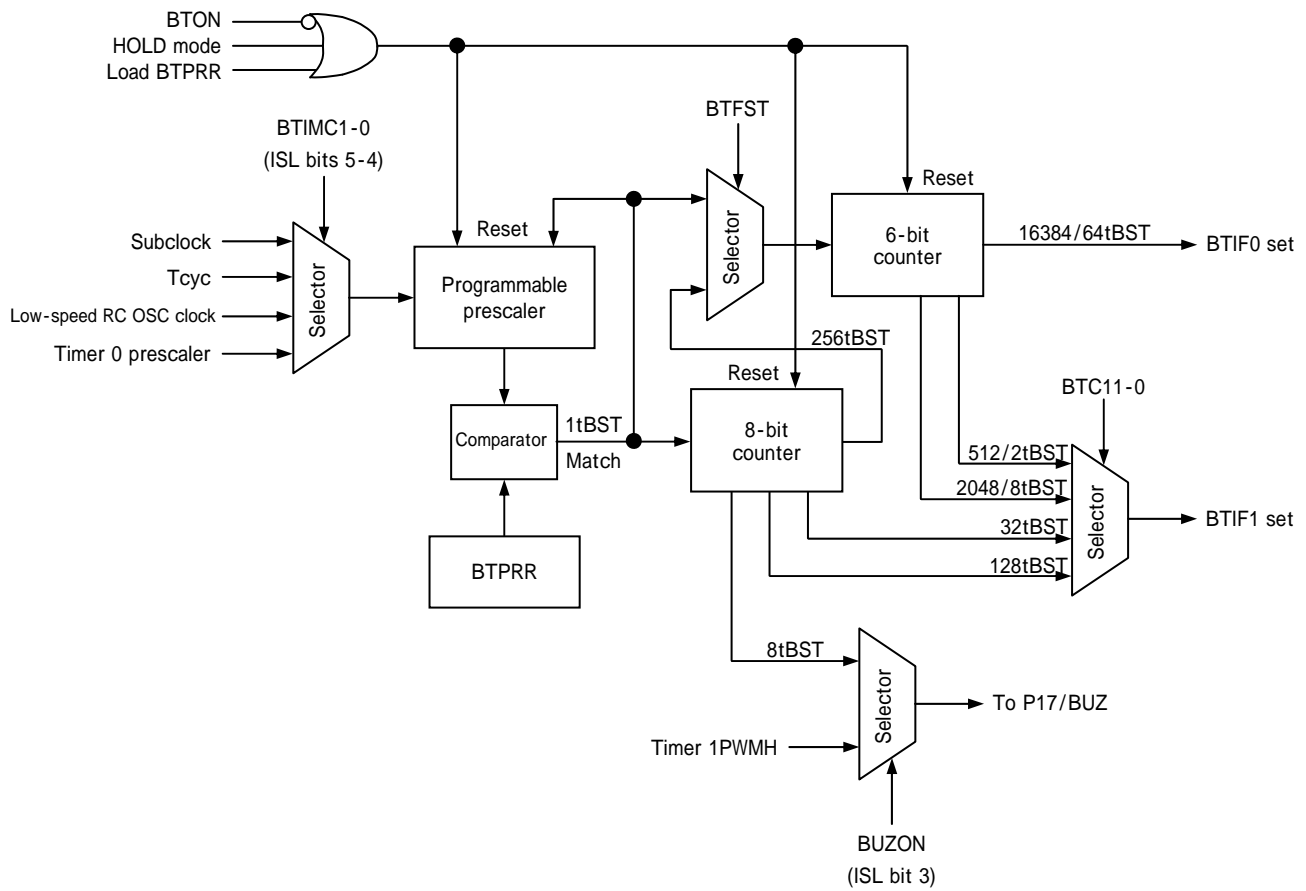 BTON
HOLD mode
Load BTPRR
BTIMC1-0
(ISL bits 5-4)
BTFST
Reset
Subclock
Tcyc
Low-speed RC OSC clock
Timer 0 prescaler
Selector
Reset
Programmable
prescaler
Selector
6-bit
counter
16384/64tBST
BTIF0 set
256tBST
Reset
BTC11-0
Comparator
1tBST
Match
8-bit
counter
512/2tBST
2048/8tBST
32tBST
128tBST
Selector
BTIF1 set
BTPRR
8tBST
Timer 1PWMH
Selector
To P17/BUZ
BUZON
(ISL bit 3)